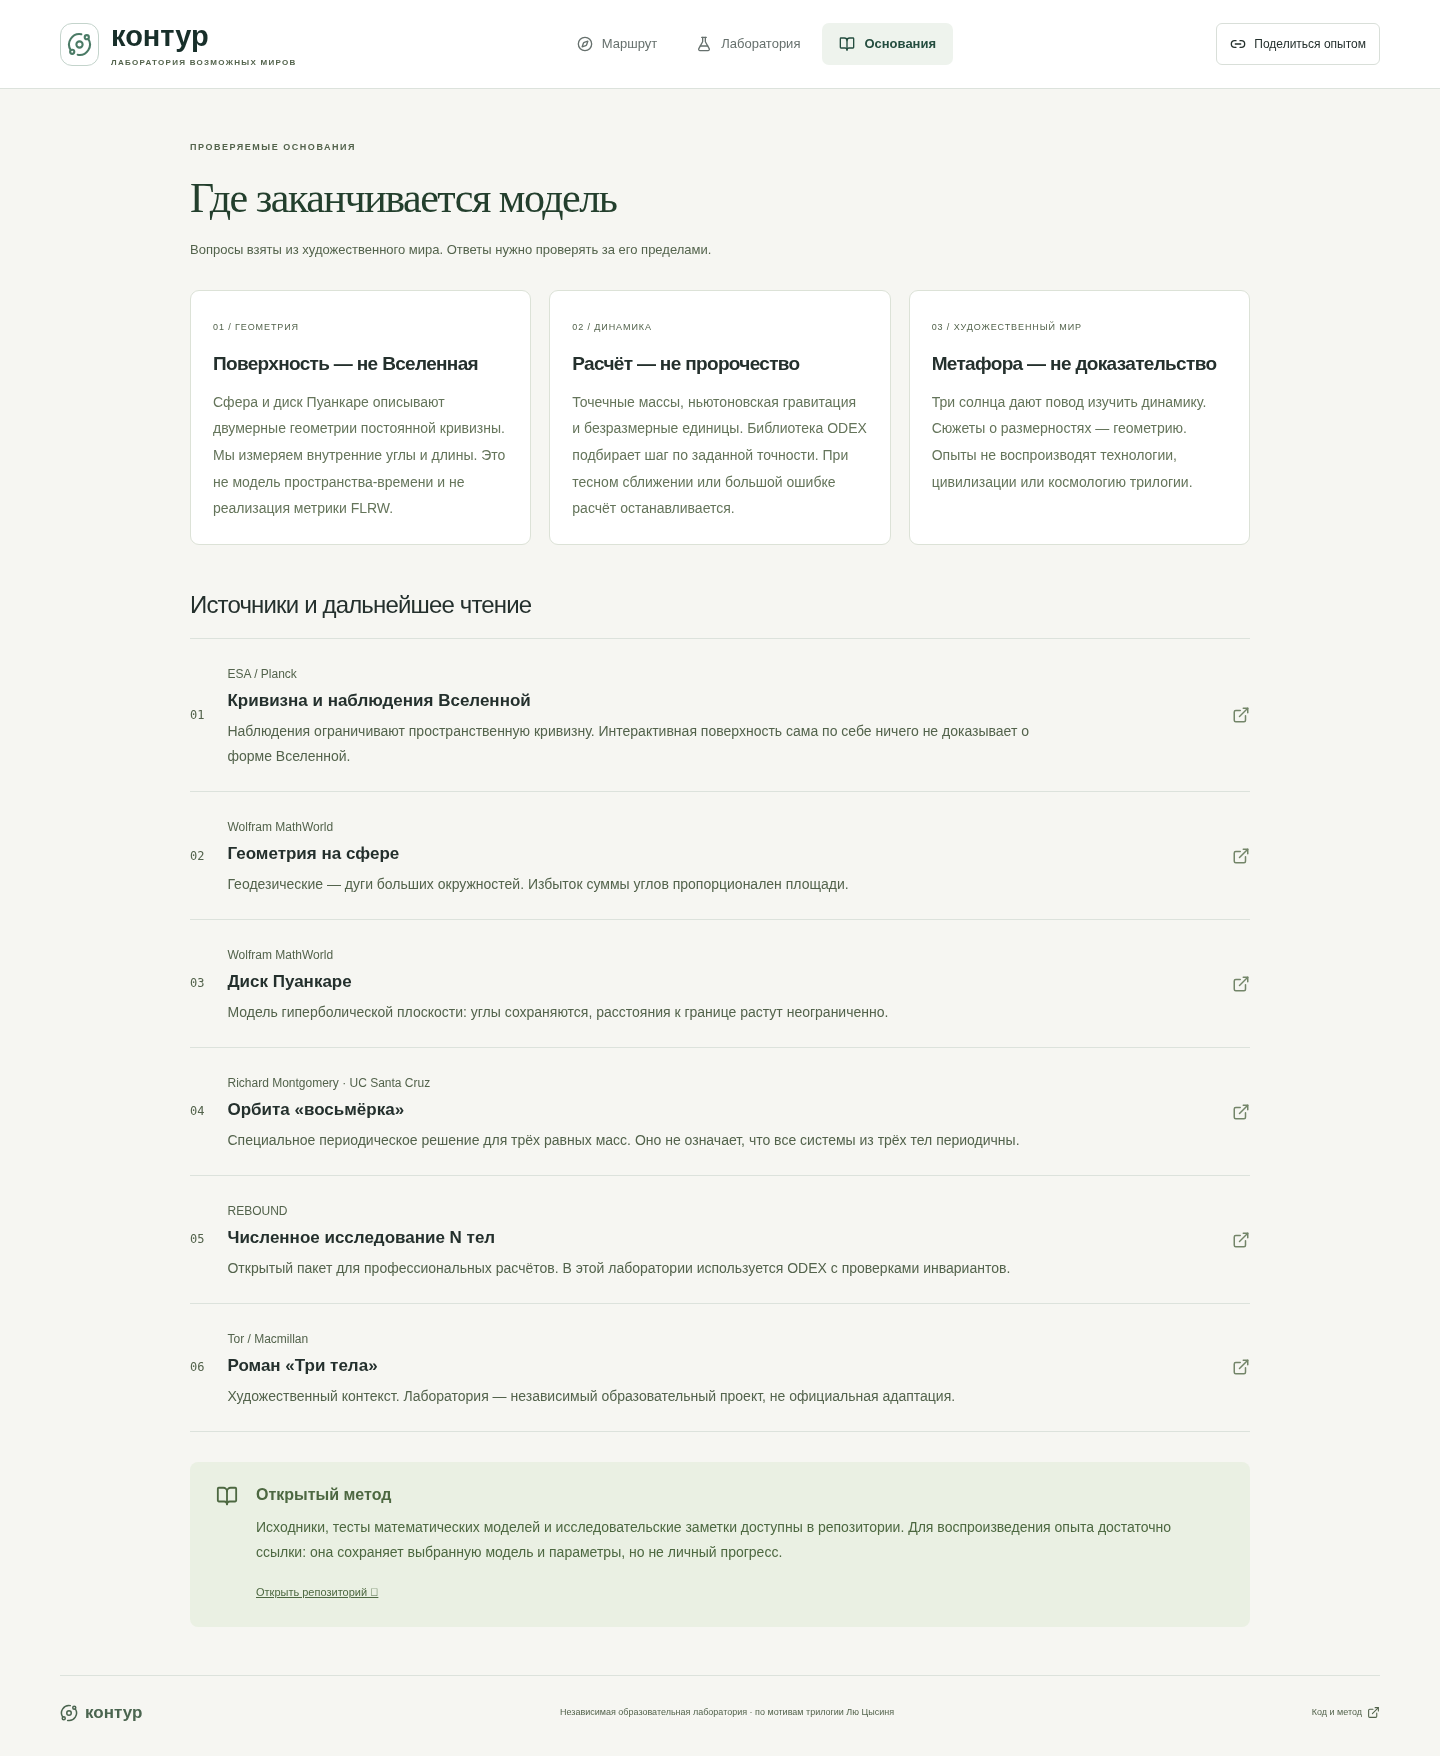 контур
ЛАБОРАТОРИЯ ВОЗМОЖНЫХ МИРОВ
Маршрут
Лаборатория
Основания
Поделиться опытом
ПРОВЕРЯЕМЫЕ ОСНОВАНИЯ
Где заканчивается модель
Вопросы взяты из художественного мира. Ответы нужно проверять за его пределами.
01 / ГЕОМЕТРИЯ
Поверхность — не Вселенная
Сфера и диск Пуанкаре описывают
двумерные геометрии постоянной кривизны.
Мы измеряем внутренние углы и длины. Это
не модель пространства-времени и не
реализация метрики FLRW.
02 / ДИНАМИКА
Расчёт — не пророчество
Точечные массы, ньютоновская гравитация
и безразмерные единицы. Библиотека ODEX
подбирает шаг по заданной точности. При
тесном сближении или большой ошибке
расчёт останавливается.
03 / ХУДОЖЕСТВЕННЫЙ МИР
Метафора — не доказательство
Три солнца дают повод изучить динамику.
Сюжеты о размерностях — геометрию.
Опыты не воспроизводят технологии,
цивилизации или космологию трилогии.
Источники и дальнейшее чтение
01
ESA / Planck
Кривизна и наблюдения Вселенной
Наблюдения ограничивают пространственную кривизну. Интерактивная поверхность сама по себе ничего не доказывает о
форме Вселенной.
02
Wolfram MathWorld
Геометрия на сфере
Геодезические — дуги больших окружностей. Избыток суммы углов пропорционален площади.
03
Wolfram MathWorld
Диск Пуанкаре
Модель гиперболической плоскости: углы сохраняются, расстояния к границе растут неограниченно.
04
Richard Montgomery · UC Santa Cruz
Орбита «восьмёрка»
Специальное периодическое решение для трёх равных масс. Оно не означает, что все системы из трёх тел периодичны.
05
REBOUND
Численное исследование N тел
Открытый пакет для профессиональных расчётов. В этой лаборатории используется ODEX с проверками инвариантов.
06
Tor / Macmillan
Роман «Три тела»
Художественный контекст. Лаборатория — независимый образовательный проект, не официальная адаптация.
Открытый метод
Исходники, тесты математических моделей и исследовательские заметки доступны в репозитории. Для воспроизведения опыта достаточно
ссылки: она сохраняет выбранную модель и параметры, но не личный прогресс.
Открыть репозиторий
контур
Независимая образовательная лаборатория · по мотивам трилогии Лю Цысиня
Код и метод